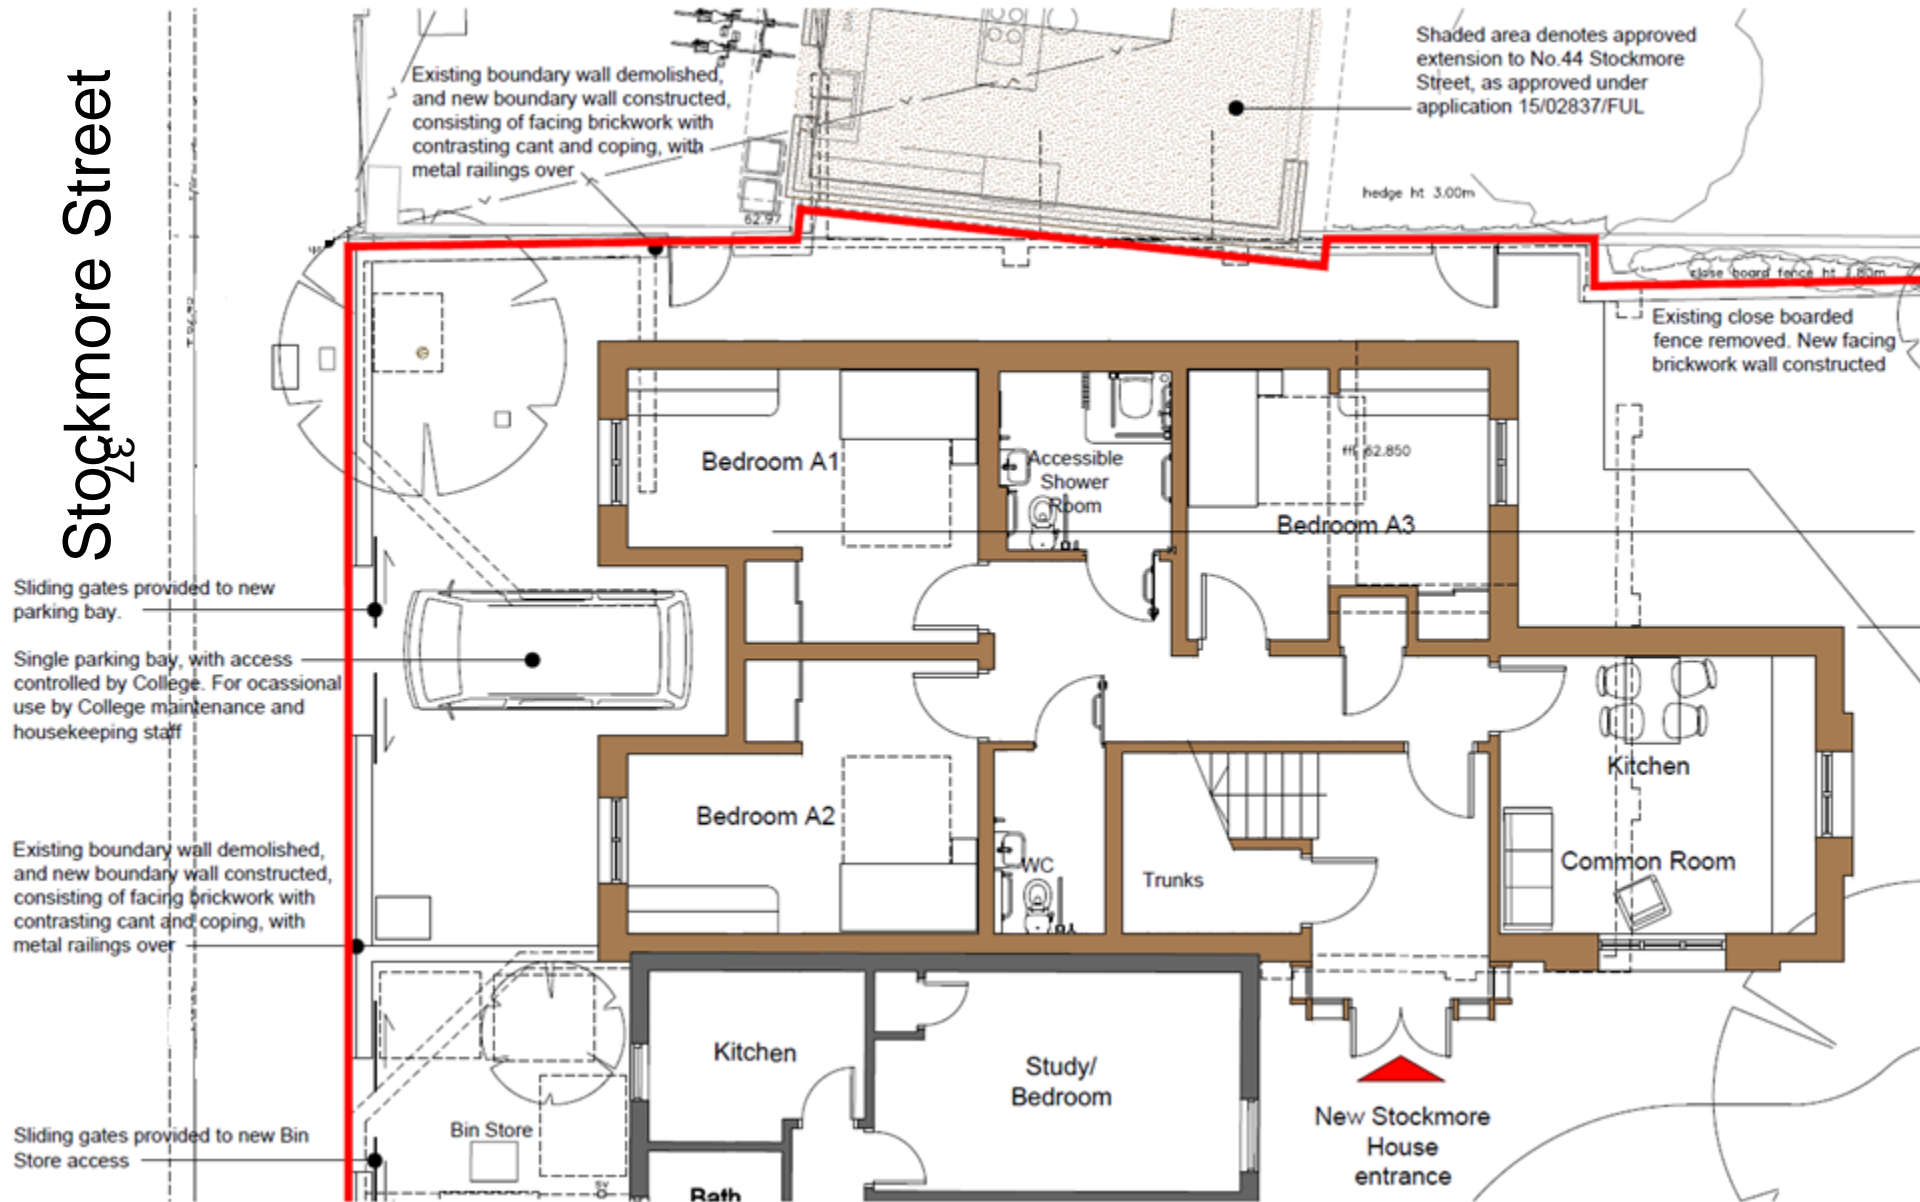 Stockmore Street
37
Existing boundary wall demolished,
and new boundary wall constructed,
consisting of facing brickwork with
contrasting cant and coping, with
metal railings over
62.97
Shaded area denotes approved
extension to No.44 Stockmore
Street, as approved under
application 15/02837/FUL
hedge ht 3.00m
close board fence ht 1.80m
Existing close boarded
fence removed. New facing
brickwork wall constructed
Bedroom A1
Accessible
Shower
Room
ffl 62.850
Bedroom A3
Sliding gates provided to new
parking bay.
Single parking bay, with access
controlled by College. For ocassional
use by College maintenance and
housekeeping staff
Kitchen
Bedroom A2
WC
Trunks
Common Room
Existing boundary wall demolished,
and new boundary wall constructed,
consisting of facing brickwork with
contrasting cant and coping, with
metal railings over
Kitchen
Study/
Bedroom
New Stockmore
House
entrance
Bin Store
Sliding gates provided to new Bin
Store access
Bath